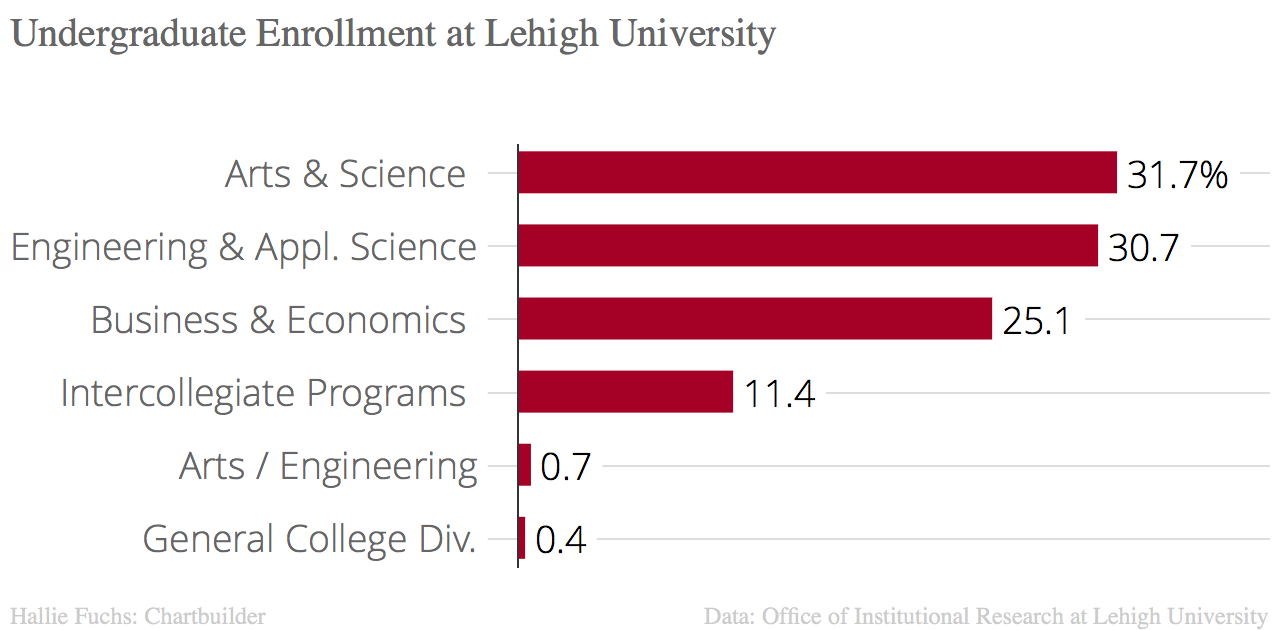 Undergraduate Enrollment at Lehigh University
Arts & Science 31.7%
Engineering & Appl. Science 30.7
Business & Economics 25.1
Intercollegiate Programs 11.4
Arts / Engineering 0.7
General College Div. 0.4
Hallie Fuchs: Chartbuilder Data: Office of Institutional Research at Lehigh University